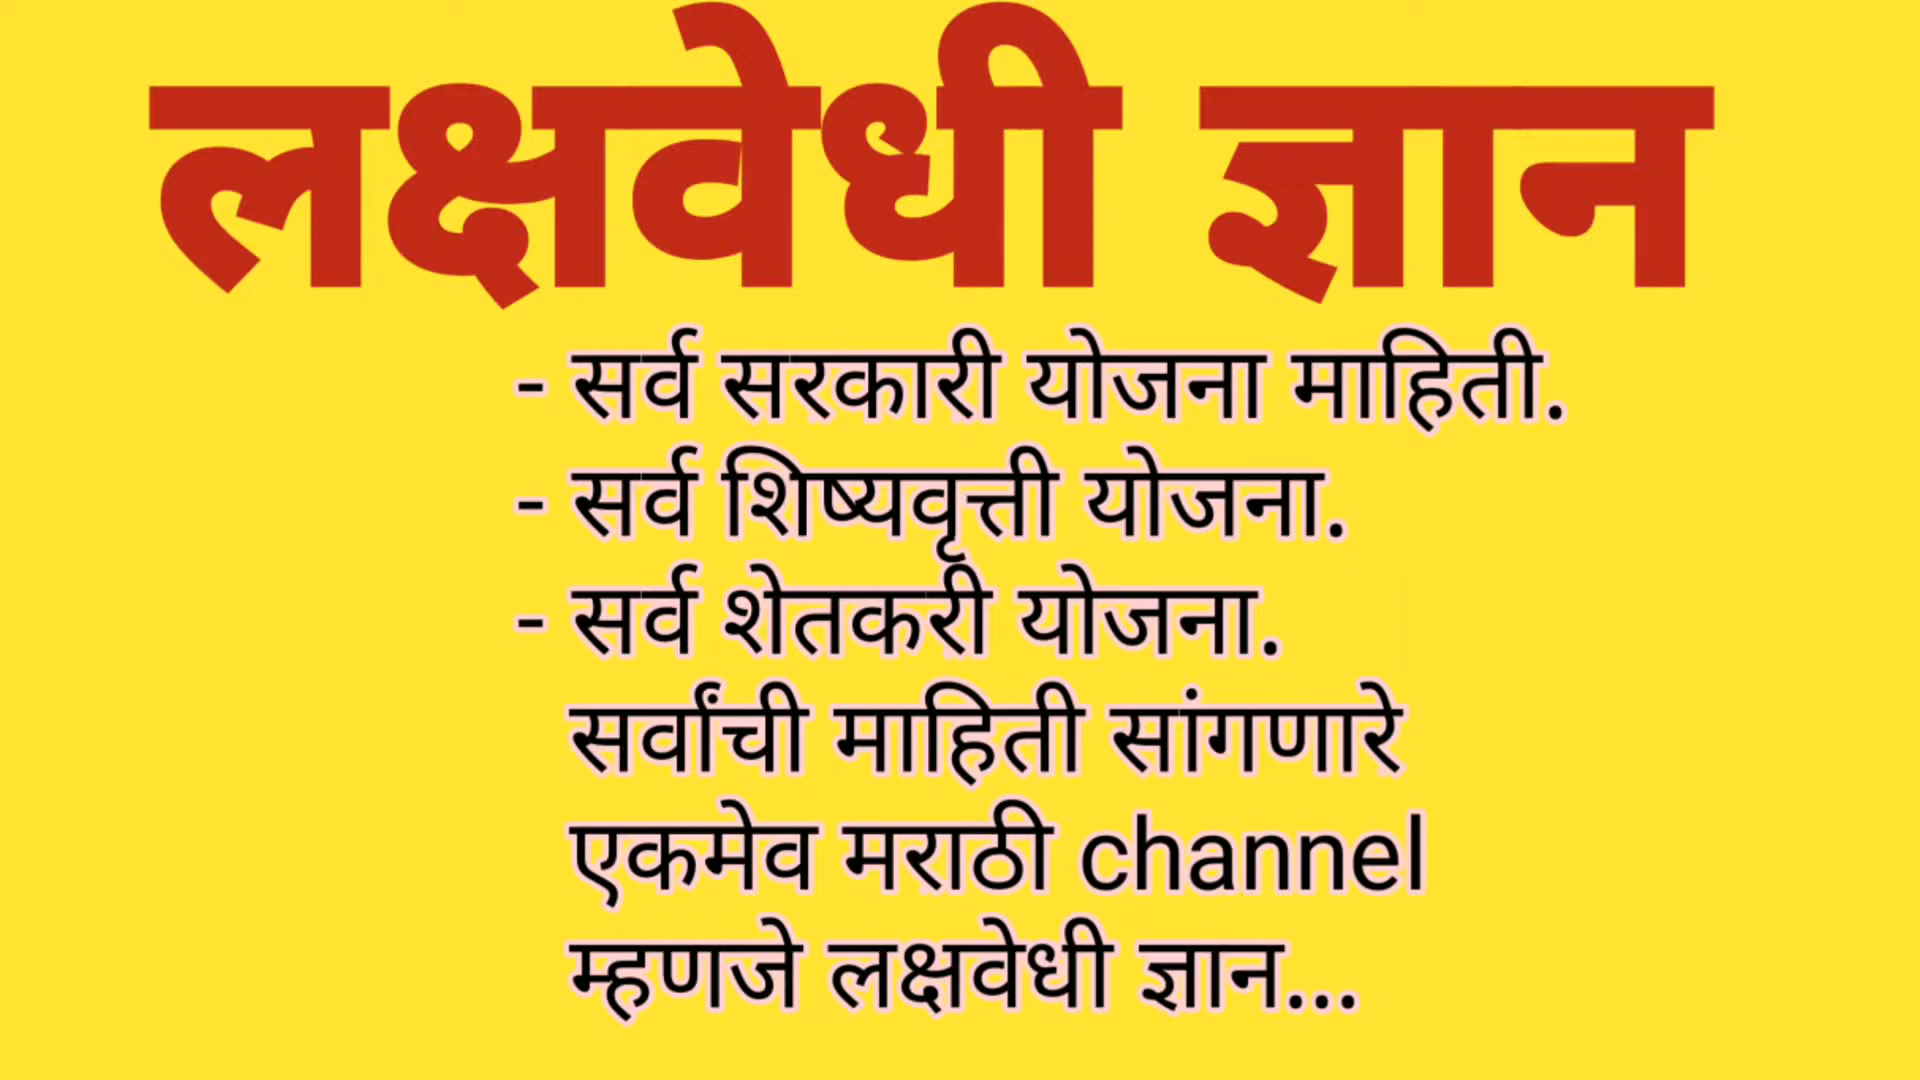 लक्षवेधी ज्ञान
- सर्व सरकारी योजना माहिती.
- सर्व शिष्यवृत्ती योजना.
- सर्व शेतकरी योजना.
सर्वांची माहिती सांगणारे
एकमेव मराठी channel
म्हणजे लक्षवेधी ज्ञान...